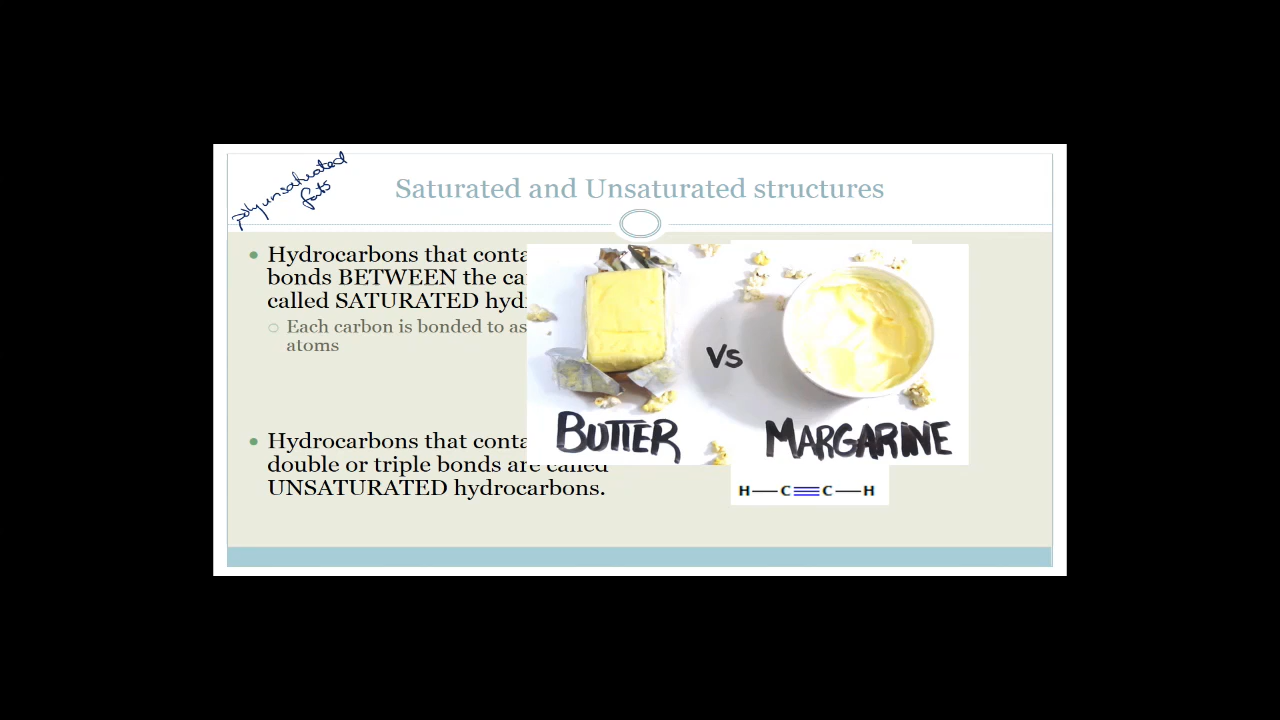 polyunsaturated
fats
Saturated and Unsaturated structures
Hydrocarbons that conta
bonds BETWEEN the ca
called SATURATED hyd
Each carbon is bonded to as
atoms
Hydrocarbons that conta
double or triple bonds are called
UNSATURATED hydrocarbons.
VS
BUTTER
MARGARINE
H—C≡C—H